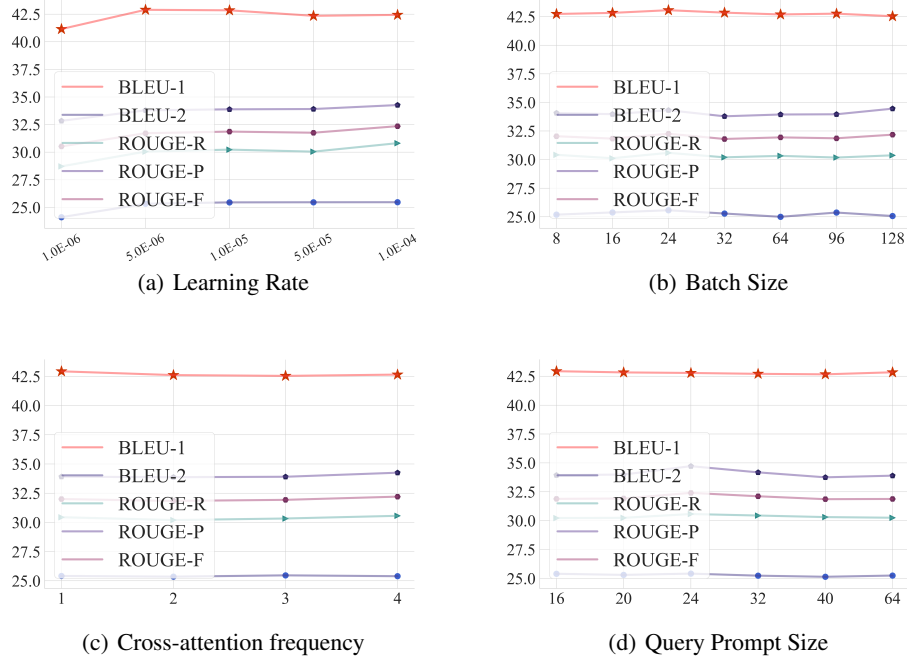 42.5
40.0
37.5
35.0
32.5
30.0
27.5
25.0
BLEU-1
BLEU-2
ROUGE-R
ROUGE-P
ROUGE-F
1.0E-06
5.0E-06
1.0E-05
5.0E-05
1.0E-04
(a) Learning Rate
42.5
40.0
37.5
35.0
32.5
30.0
27.5
25.0
BLEU-1
BLEU-2
ROUGE-R
ROUGE-P
ROUGE-F
8 16 24 32 64 96 128
(b) Batch Size
42.5
40.0
37.5
35.0
32.5
30.0
27.5
25.0
BLEU-1
BLEU-2
ROUGE-R
ROUGE-P
ROUGE-F
1 2 3 4
(c) Cross-attention frequency
42.5
40.0
37.5
35.0
32.5
30.0
27.5
25.0
BLEU-1
BLEU-2
ROUGE-R
ROUGE-P
ROUGE-F
16 20 24 32 40 64
(d) Query Prompt Size